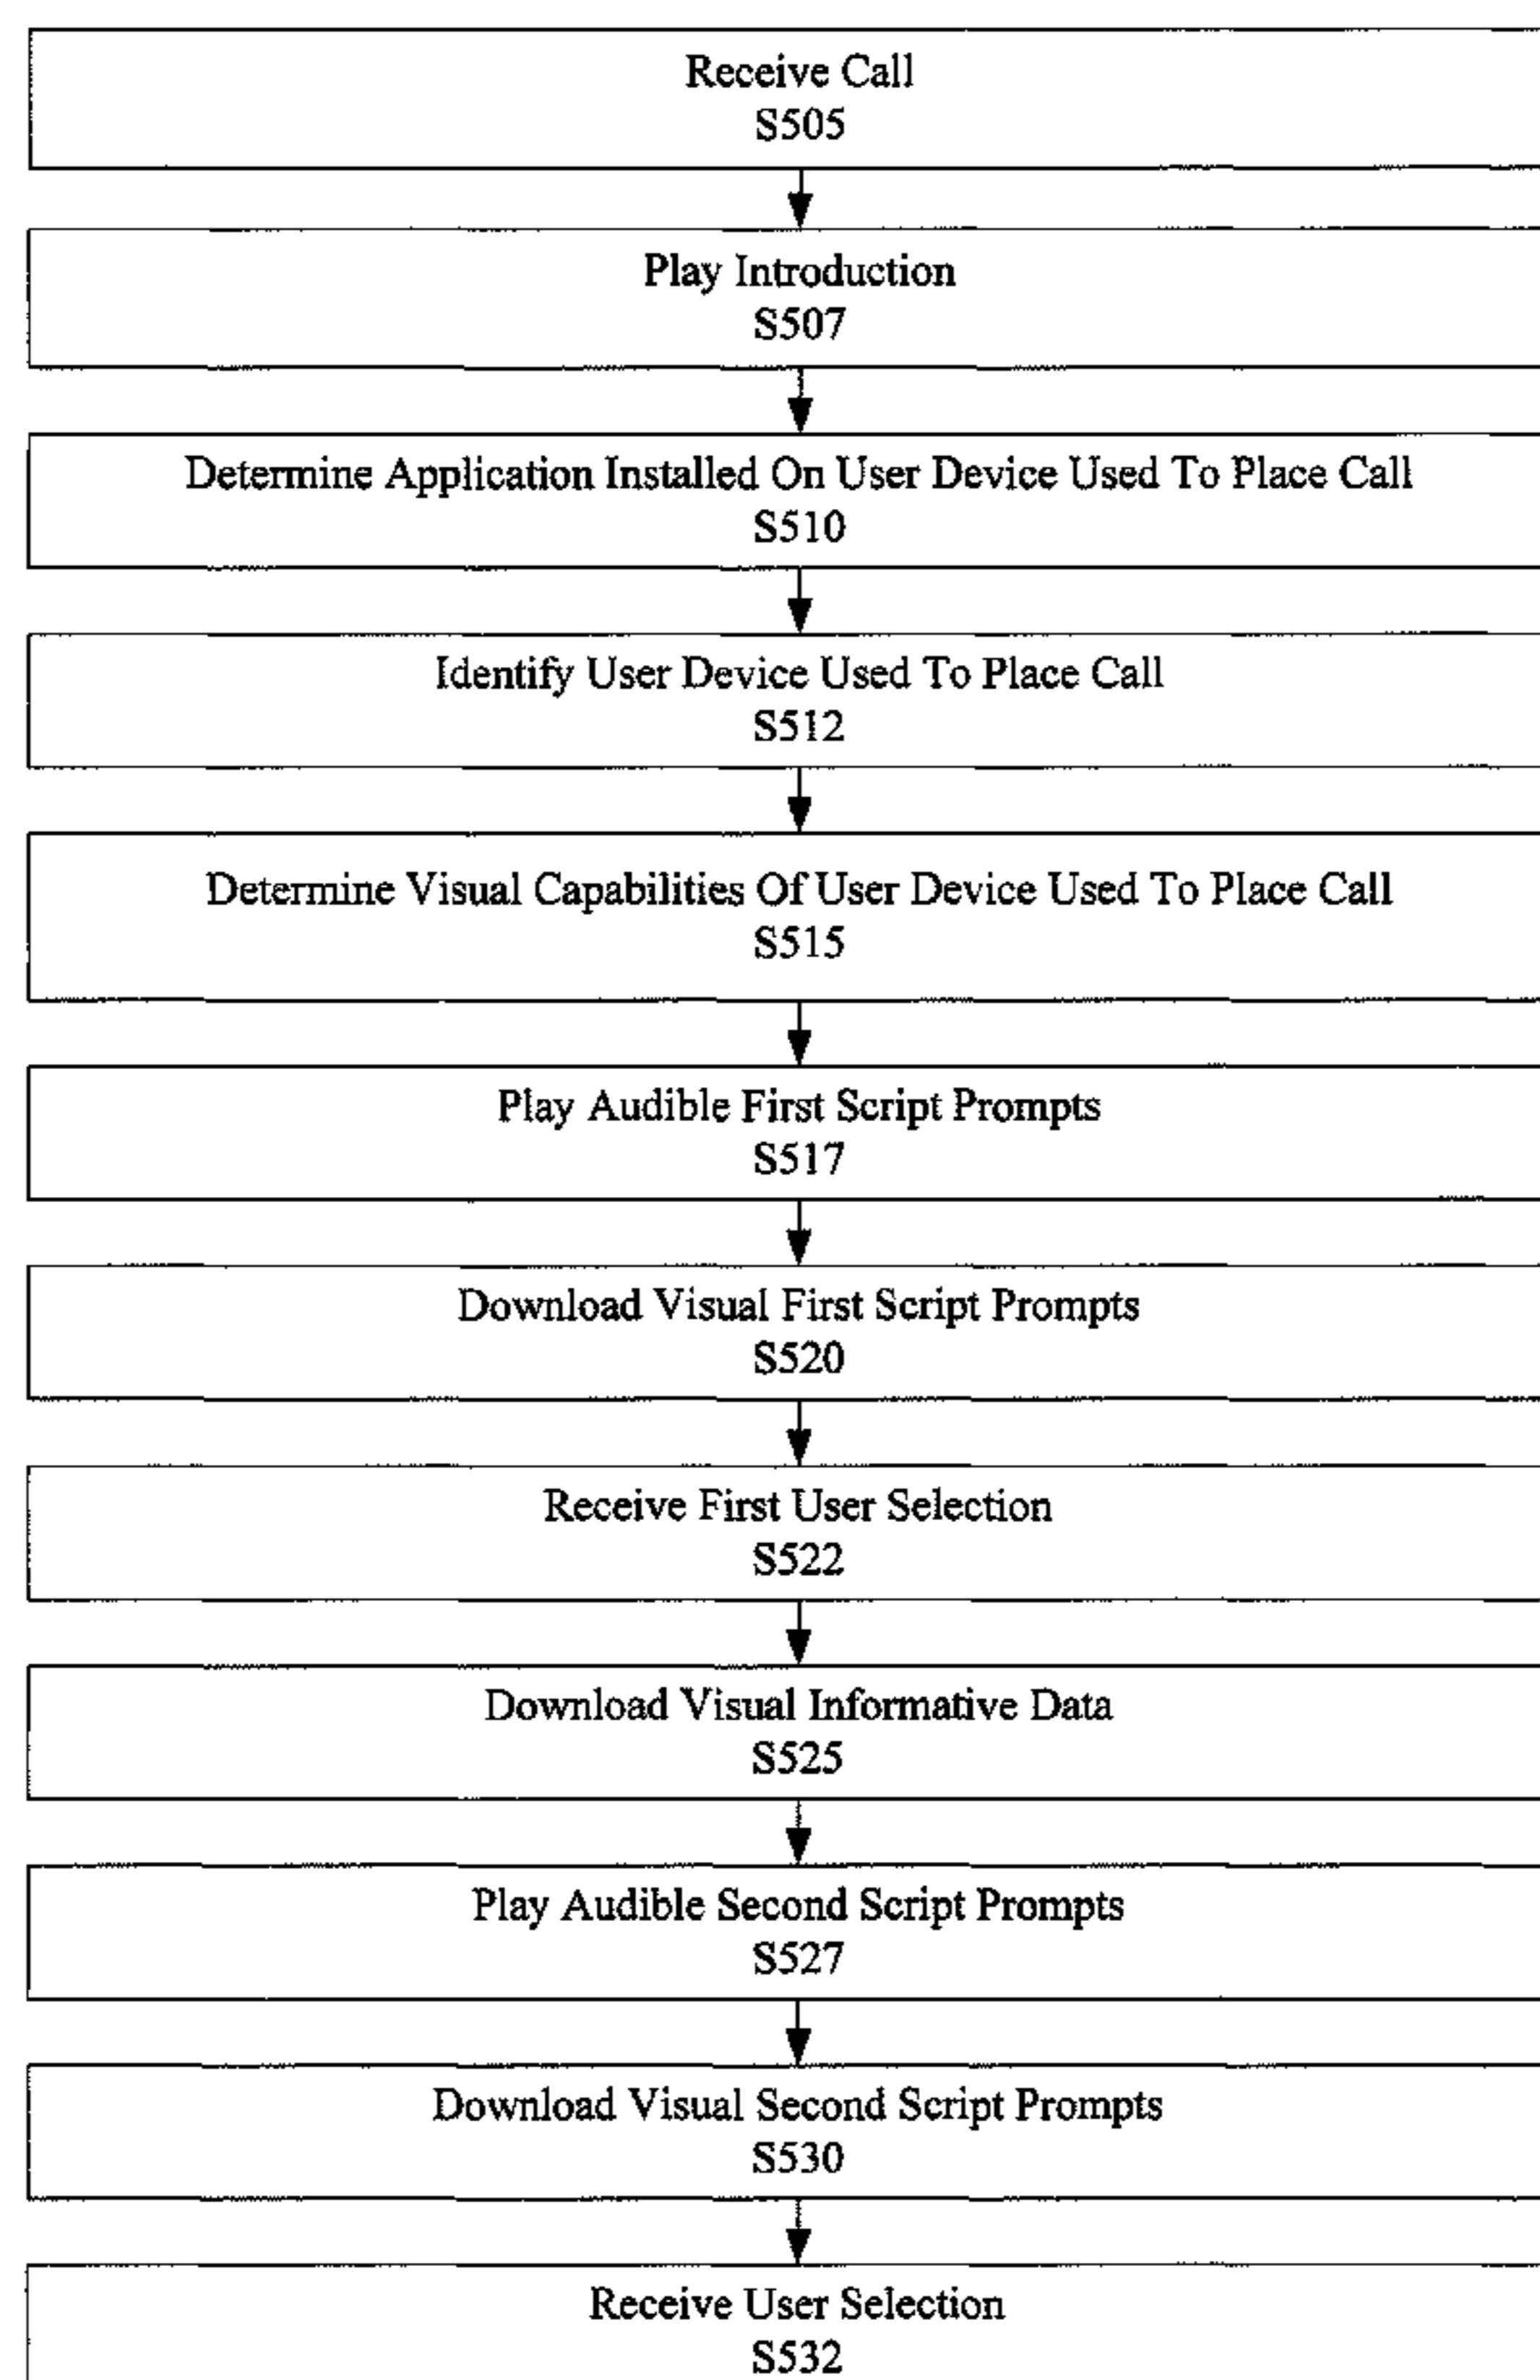 Receive Call
S505
Play Introduction
S507
Determine Application Installed On User Device Used To Place Call
S510
Identify User Device Used To Place Call
S512
Determine Visual Capabilities Of User Device Used To Place Call
S515
Play Audible First Script Prompts
S517
Download Visual First Script Prompts
S520
Receive First User Selection
S522
Download Visual Informative Data
S525
Play Audible Second Script Prompts
S527
Download Visual Second Script Prompts
S530
Receive User Selection
S532